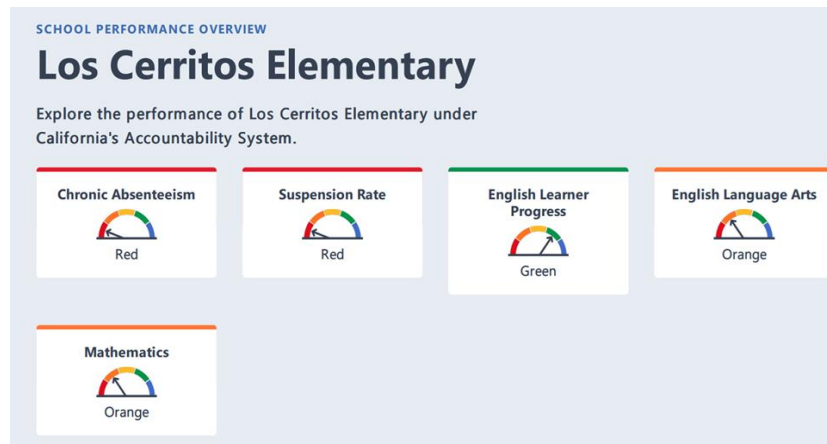 SCHOOL PERFORMANCE OVERVIEW
Los Cerritos Elementary
Explore the performance of Los Cerritos Elementary under
California's Accountability System.
Chronic Absenteeism
Red
Suspension Rate
Red
English Learner
Progress
Green
English Language Arts
Orange
Mathematics
Orange